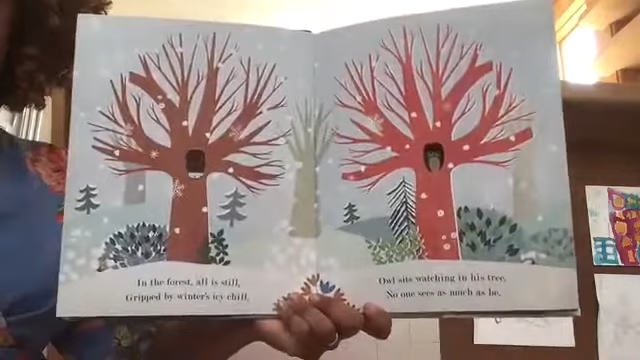 In the forest, all is still,
Gripped by winter's icy chill,
Owl sits watching in his tree,
No one sees as much as he.